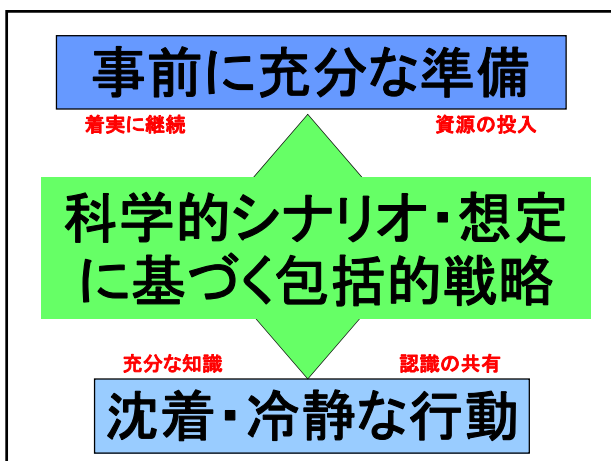 事前に充分な準備
着実に継続
資源の投入
科学的シナリオ・想定
に基づく包括的戦略
充分な知識
認識の共有
沈着・冷静な行動